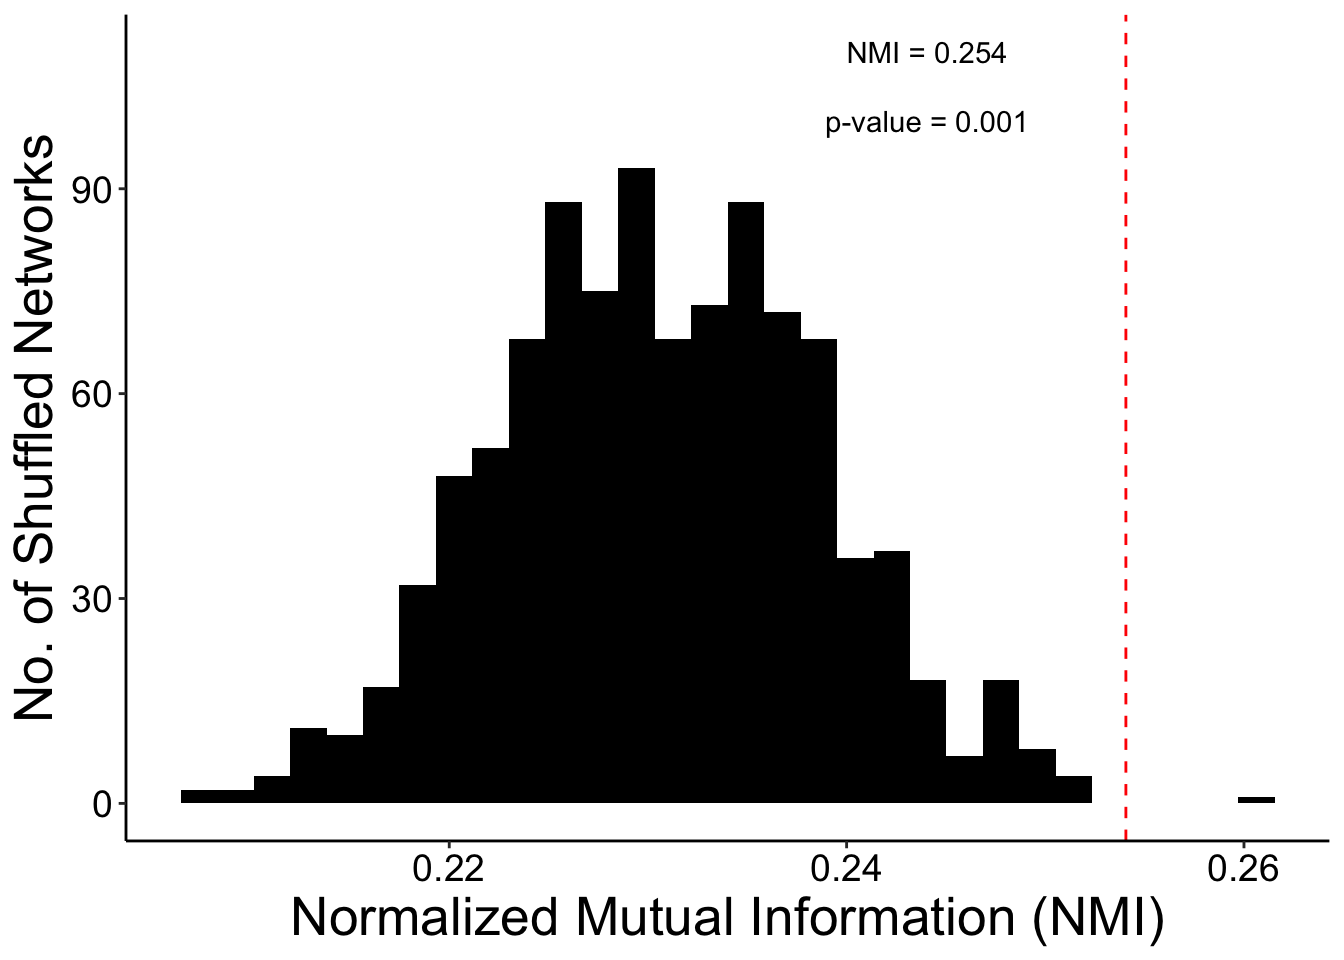 NMI = 0.254
p-value = 0.001
No. of Shuffled Networks
90
60
30
0
0.22
0.24
0.26
Normalized Mutual Information (NMI)